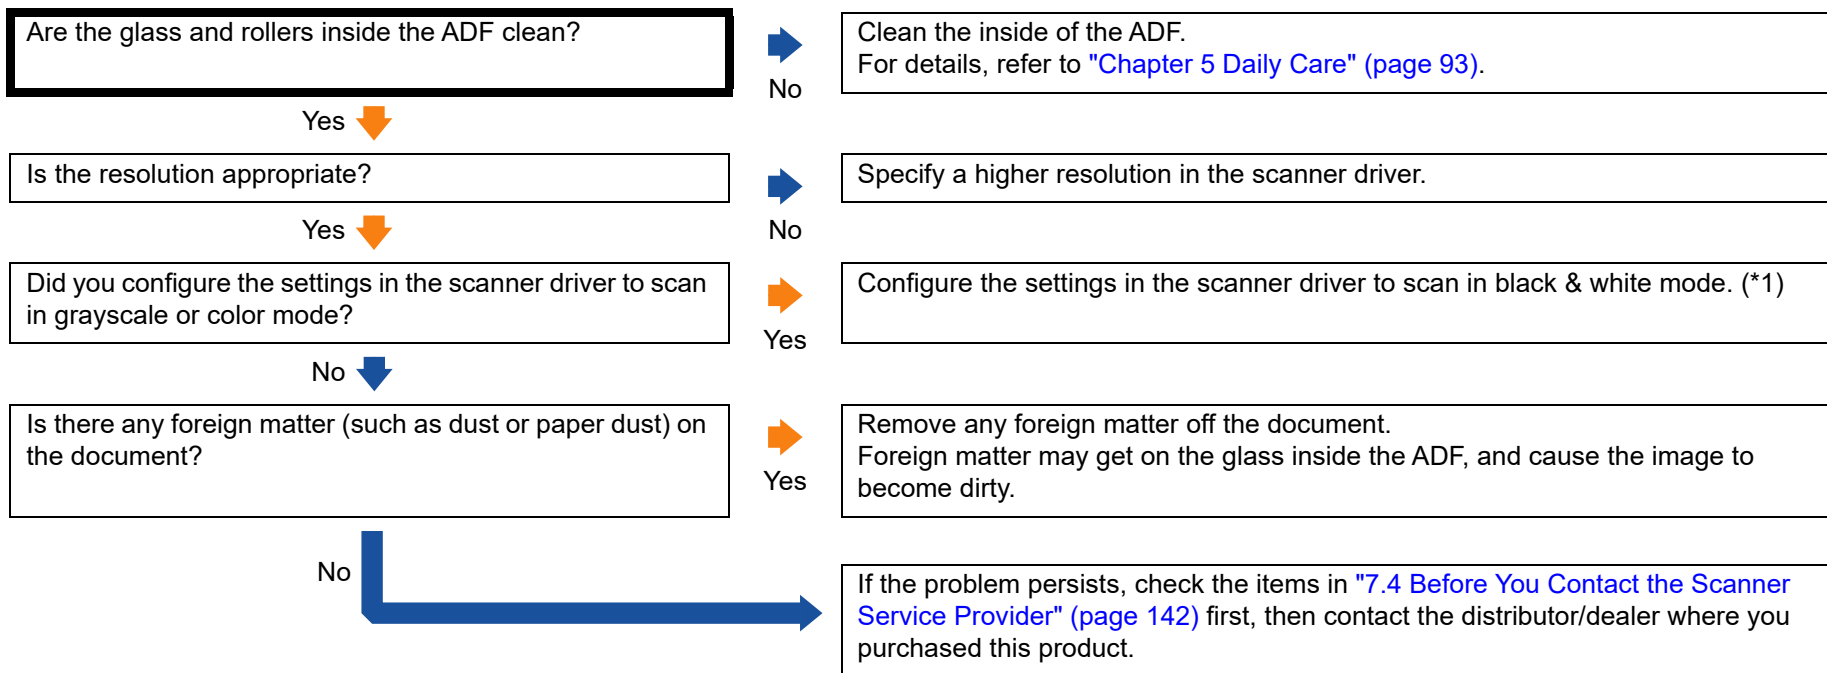 Are the glass and rollers inside the ADF clean?
No
Clean the inside of the ADF.
For details, refer to "Chapter 5 Daily Care" (page 93).
Yes
Is the resolution appropriate?
No
Specify a higher resolution in the scanner driver.
Yes
Did you configure the settings in the scanner driver to scan
in grayscale or color mode?
Yes
Configure the settings in the scanner driver to scan in black & white mode. (*1)
No
Is there any foreign matter (such as dust or paper dust) on
the document?
Yes
Remove any foreign matter off the document.
Foreign matter may get on the glass inside the ADF, and cause the image to
become dirty.
No
If the problem persists, check the items in "7.4 Before You Contact the Scanner
Service Provider" (page 142) first, then contact the distributor/dealer where you
purchased this product.